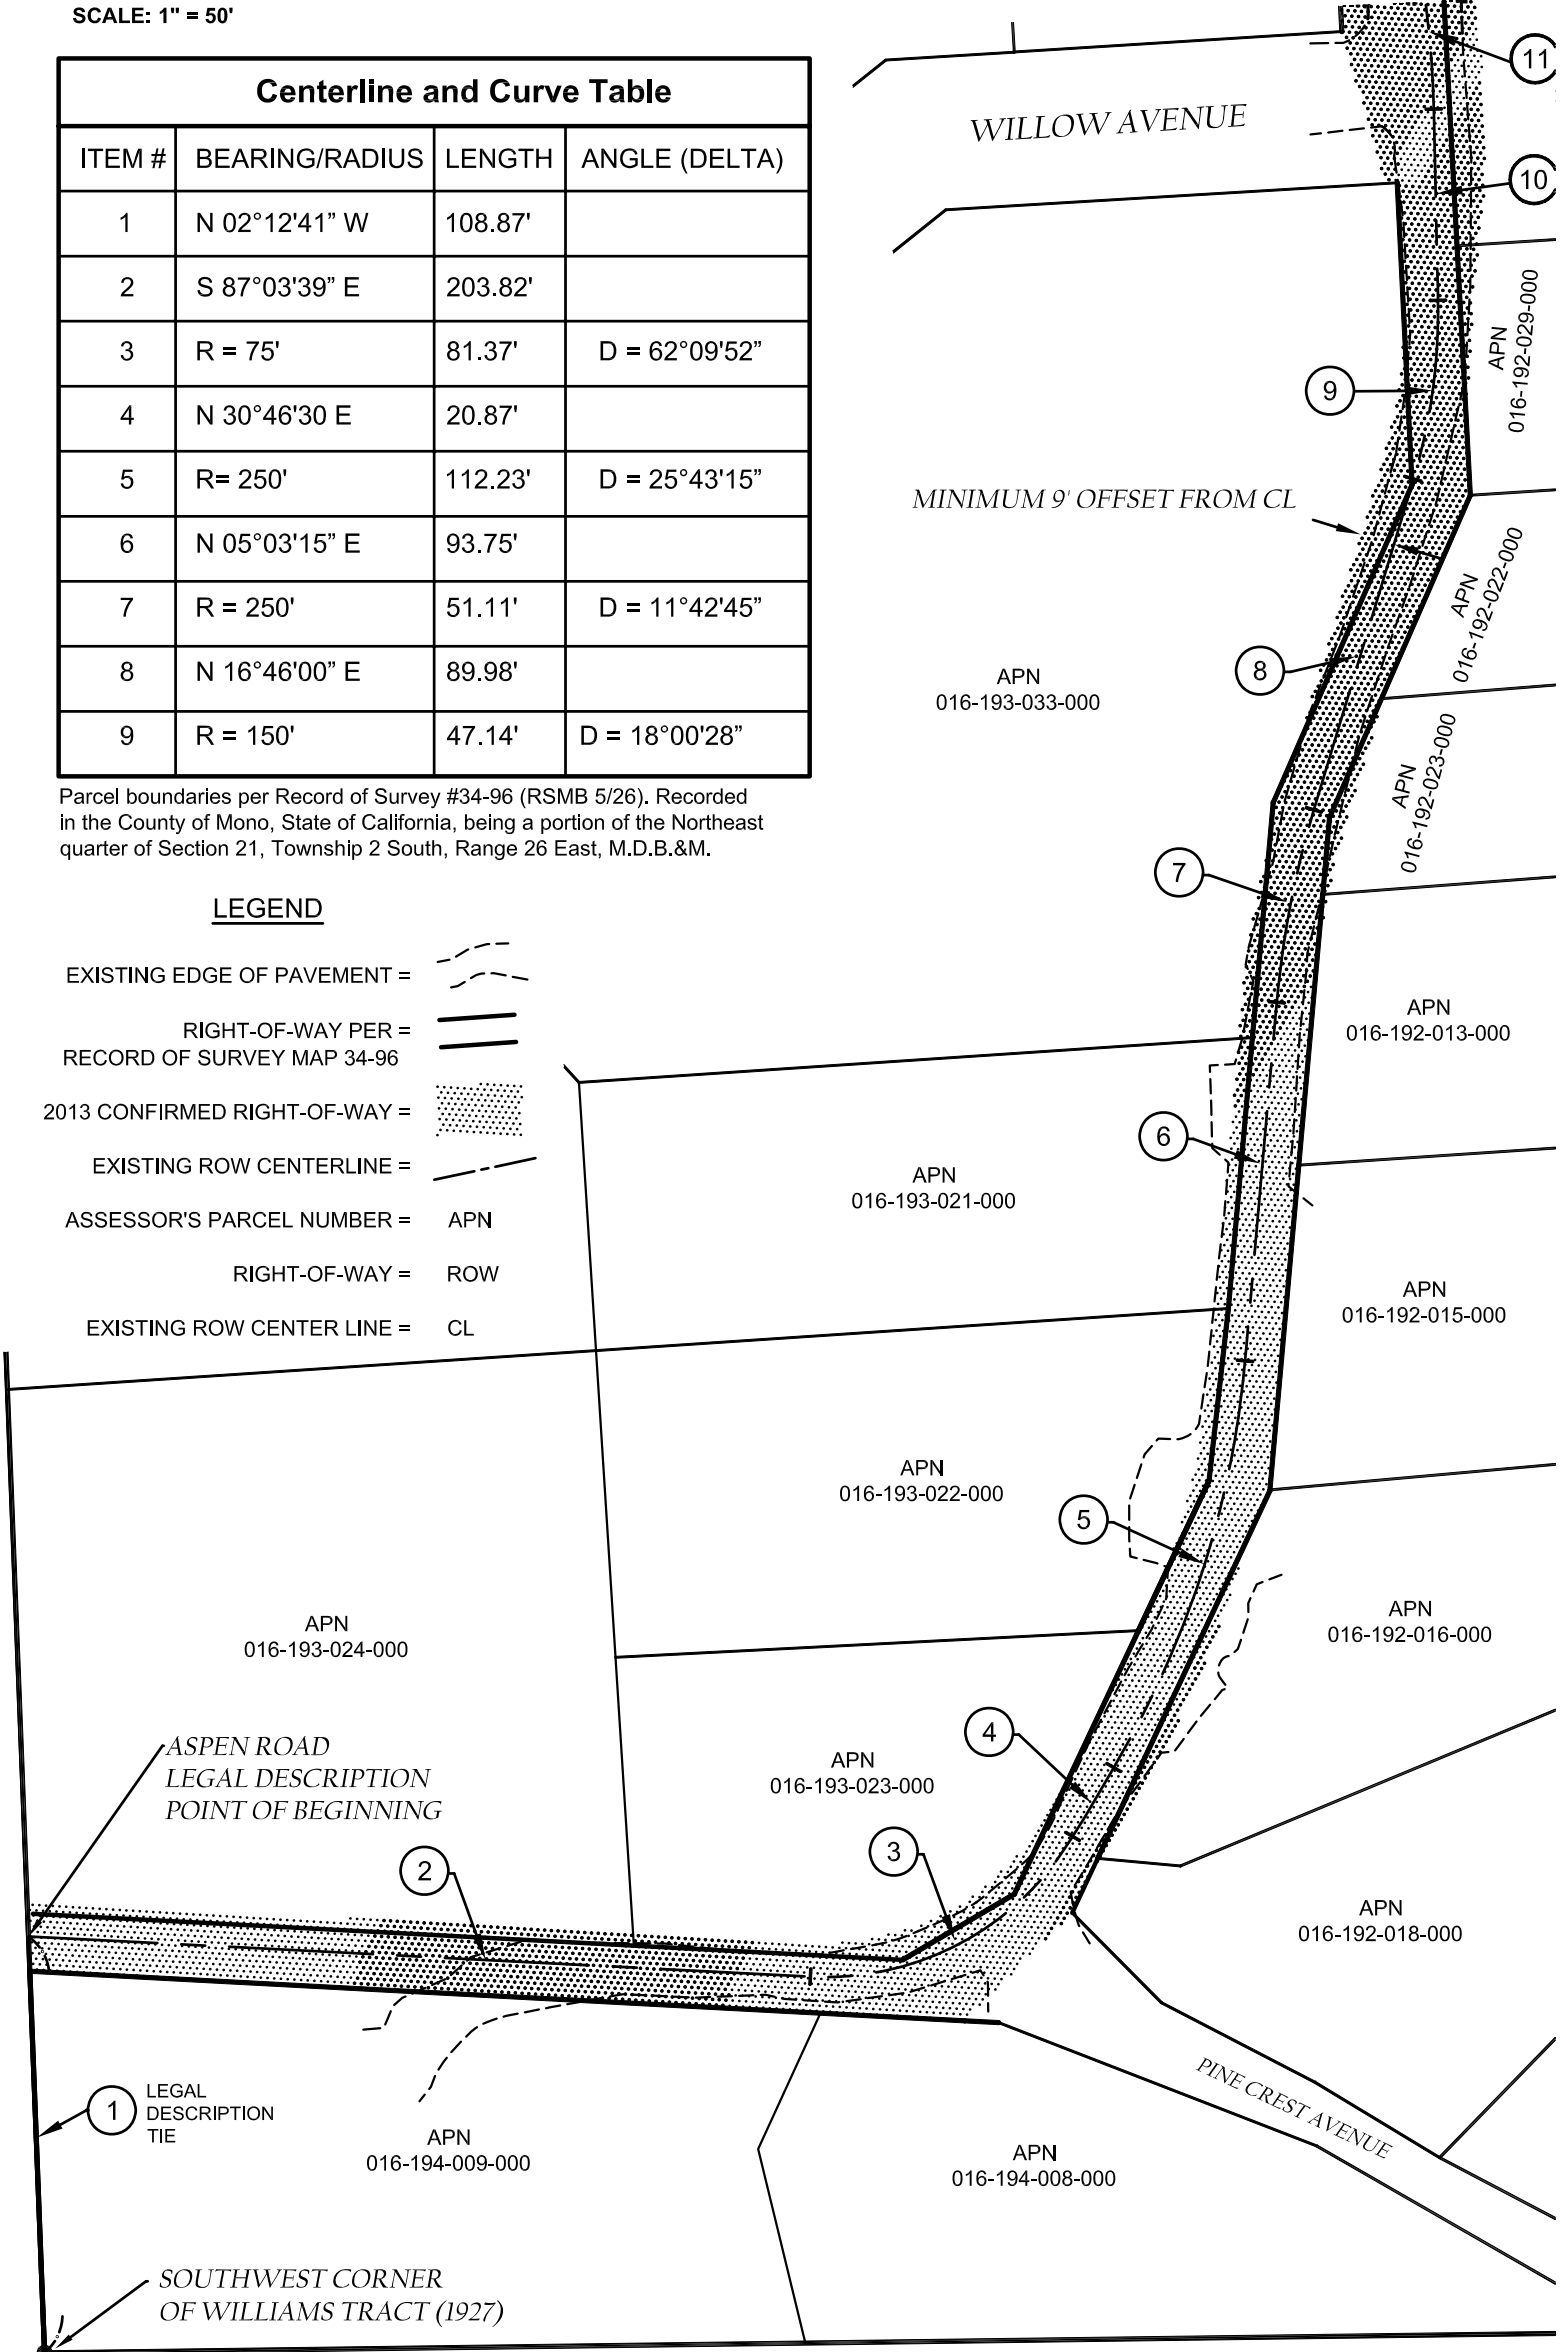 SCALE: 1" = 50'
Centerline and Curve Table
ITEM # BEARING/RADIUS LENGTH ANGLE (DELTA)
1 N 02°12'41” W 108.87'
2 S 87°03'39” E 203.82'
3 R = 75' 81.37' D = 62°09'52”
4 N 30°46'30 E 20.87'
5 R= 250' 112.23' D = 25°43'15”
6 N 05°03'15” E 93.75'
7 R = 250' 51.11' D = 11°42'45”
8 N 16°46'00” E 89.98'
9 R = 150' 47.14' D = 18°00'28”
Parcel boundaries per Record of Survey #34-96 (RSMB 5/26). Recorded
in the County of Mono, State of California, being a portion of the Northeast
quarter of Section 21, Township 2 South, Range 26 East, M.D.B.&M.
LEGEND
EXISTING EDGE OF PAVEMENT =
RIGHT-OF-WAY PER =
RECORD OF SURVEY MAP 34-96
2013 CONFIRMED RIGHT-OF-WAY =
EXISTING ROW CENTERLINE =
ASSESSOR'S PARCEL NUMBER = APN
RIGHT-OF-WAY = ROW
EXISTING ROW CENTER LINE = CL
11
WILLOW AVENUE
10
APN
016-192-029-000
9
MINIMUM 9' OFFSET FROM CL
APN
016-192-022-000
8
APN
016-193-033-000
APN
016-192-023-000
7
APN
016-192-013-000
6
APN
016-193-021-000
APN
016-192-015-000
APN
016-193-022-000
5
APN
016-193-024-000
APN
016-192-016-000
4
ASPEN ROAD
LEGAL DESCRIPTION
POINT OF BEGINNING
APN
016-193-023-000
3
2
APN
016-192-018-000
1
LEGAL
DESCRIPTION
TIE
APN
016-194-009-000
APN
016-194-008-000
PINE CREST AVENUE
SOUTHWEST CORNER
OF WILLIAMS TRACT (1927)